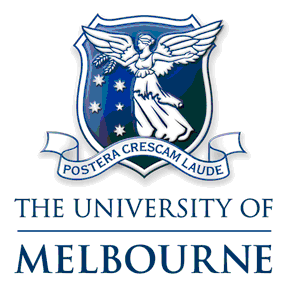 POSTERA CRESCAM LAUDE
THE UNIVERSITY OF
MELBOURNE